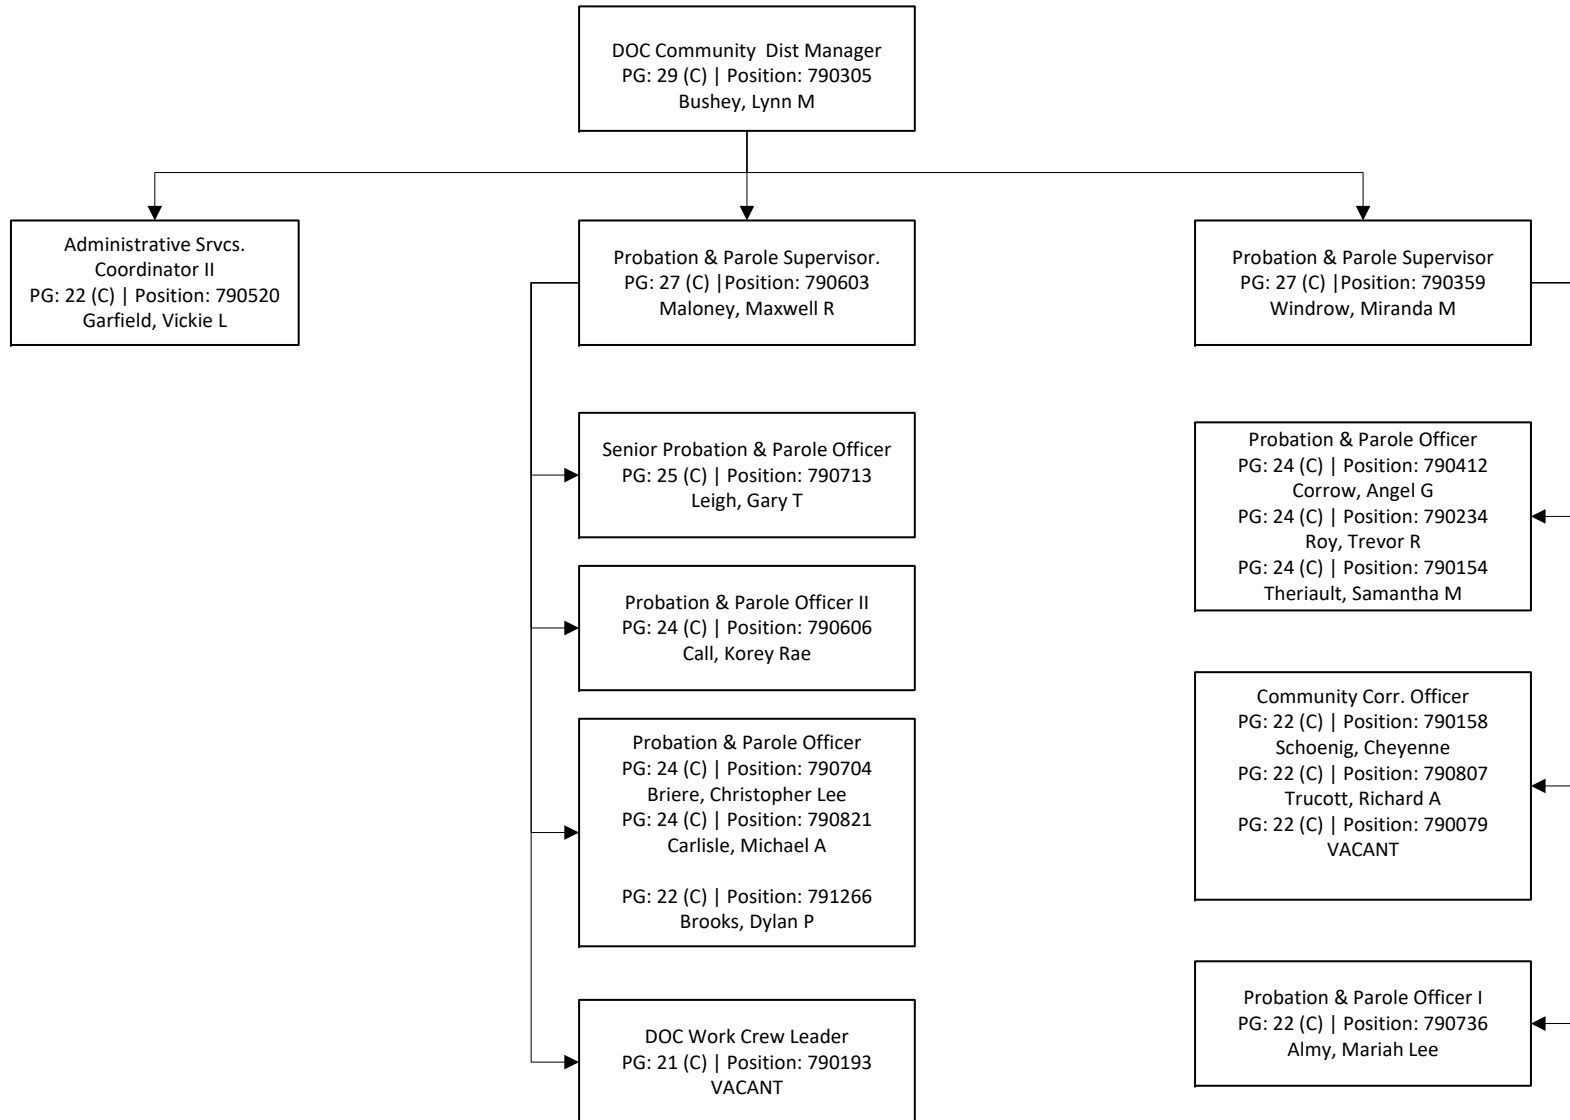 DOC Community  Dist Manager
PG: 29 (C) | Position: 790305
Bushey, Lynn M
Administrative Srvcs.
Coordinator II
PG: 22 (C) | Position: 790520
Garfield, Vickie L
Probation & Parole Supervisor.
PG: 27 (C) |Position: 790603
Maloney, Maxwell R
Probation & Parole Supervisor
PG: 27 (C) |Position: 790359
Windrow, Miranda M
Senior Probation & Parole Officer
PG: 25 (C) | Position: 790713
Leigh, Gary T
Probation & Parole Officer II
PG: 24 (C) | Position: 790606
Call, Korey Rae
Probation & Parole Officer
PG: 24 (C) | Position: 790704
Briere, Christopher Lee
PG: 24 (C) | Position: 790821
Carlisle, Michael A
PG: 22 (C) | Position: 791266
Brooks, Dylan P
DOC Work Crew Leader
PG: 21 (C) | Position: 790193
VACANT
Probation & Parole Officer
PG: 24 (C) | Position: 790412
Corrow, Angel G
PG: 24 (C) | Position: 790234
Roy, Trevor R
PG: 24 (C) | Position: 790154
Theriault, Samantha M
Community Corr. Officer
PG: 22 (C) | Position: 790158
Schoenig, Cheyenne
PG: 22 (C) | Position: 790807
Trucott, Richard A
PG: 22 (C) | Position: 790079
VACANT
Probation & Parole Officer I
PG: 22 (C) | Position: 790736
Almy, Mariah Lee